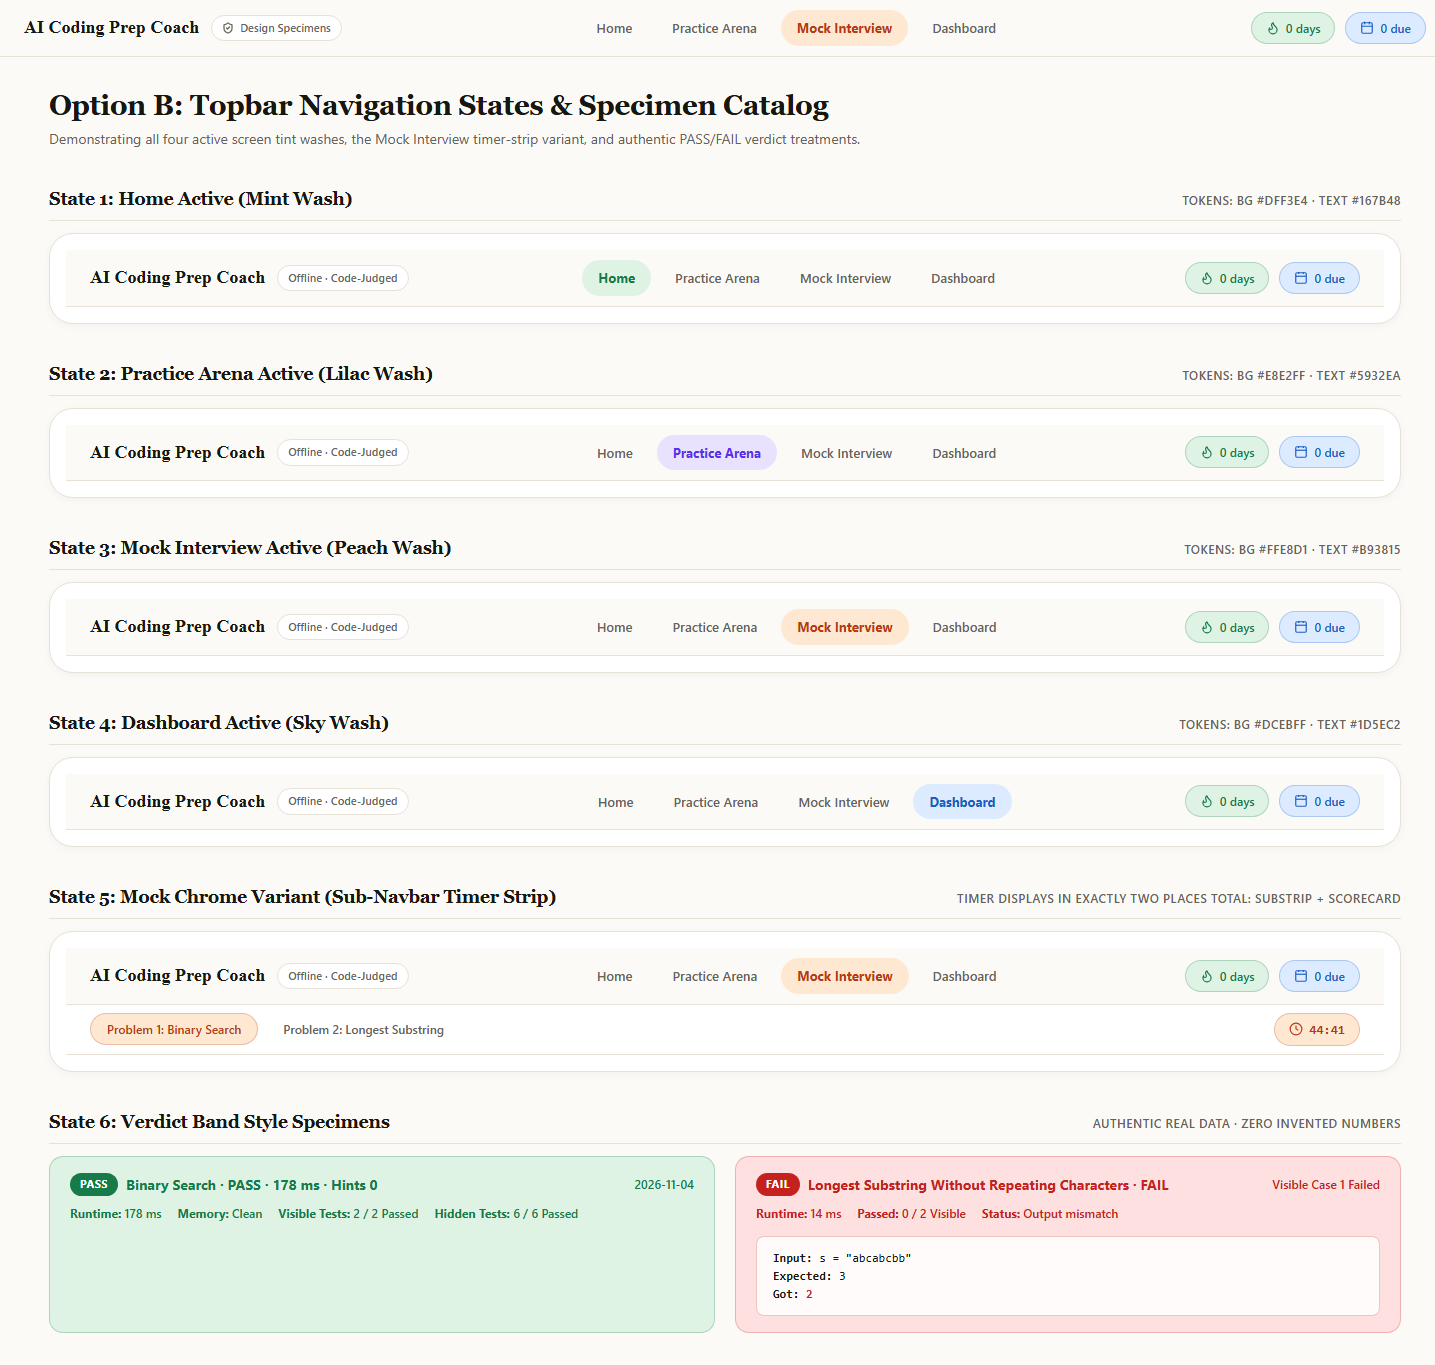 AI Coding Prep Coach Design Specimens Home Practice Arena Mock Interview Dashboard 0 days 0 due
Option B: Topbar Navigation States & Specimen Catalog
Demonstrating all four active screen tint washes, the Mock Interview timer-strip variant, and authentic PASS/FAIL verdict treatments.
State 1: Home Active (Mint Wash) TOKENS: BG #DFF3E4 · TEXT #167B48
AI Coding Prep Coach Offline · Code-Judged Home Practice Arena Mock Interview Dashboard 0 days 0 due
State 2: Practice Arena Active (Lilac Wash) TOKENS: BG #E8E2FF · TEXT #5932EA
AI Coding Prep Coach Offline · Code-Judged Home Practice Arena Mock Interview Dashboard 0 days 0 due
State 3: Mock Interview Active (Peach Wash) TOKENS: BG #FFE8D1 · TEXT #B93815
AI Coding Prep Coach Offline · Code-Judged Home Practice Arena Mock Interview Dashboard 0 days 0 due
State 4: Dashboard Active (Sky Wash) TOKENS: BG #DCEBFF · TEXT #1D5EC2
AI Coding Prep Coach Offline · Code-Judged Home Practice Arena Mock Interview Dashboard 0 days 0 due
State 5: Mock Chrome Variant (Sub-Navbar Timer Strip) TIMER DISPLAYS IN EXACTLY TWO PLACES TOTAL: SUBSTRIP + SCORECARD
AI Coding Prep Coach Offline · Code-Judged Home Practice Arena Mock Interview Dashboard 0 days 0 due
Problem 1: Binary Search Problem 2: Longest Substring 44:41
State 6: Verdict Band Style Specimens AUTHENTIC REAL DATA · ZERO INVENTED NUMBERS
PASS Binary Search · PASS · 178 ms · Hints 0 2026-11-04
Runtime: 178 ms Memory: Clean Visible Tests: 2 / 2 Passed Hidden Tests: 6 / 6 Passed
FAIL Longest Substring Without Repeating Characters · FAIL Visible Case 1 Failed
Runtime: 14 ms Passed: 0 / 2 Visible Status: Output mismatch
Input: s = "abcabcbb"
Expected: 3
Got: 2